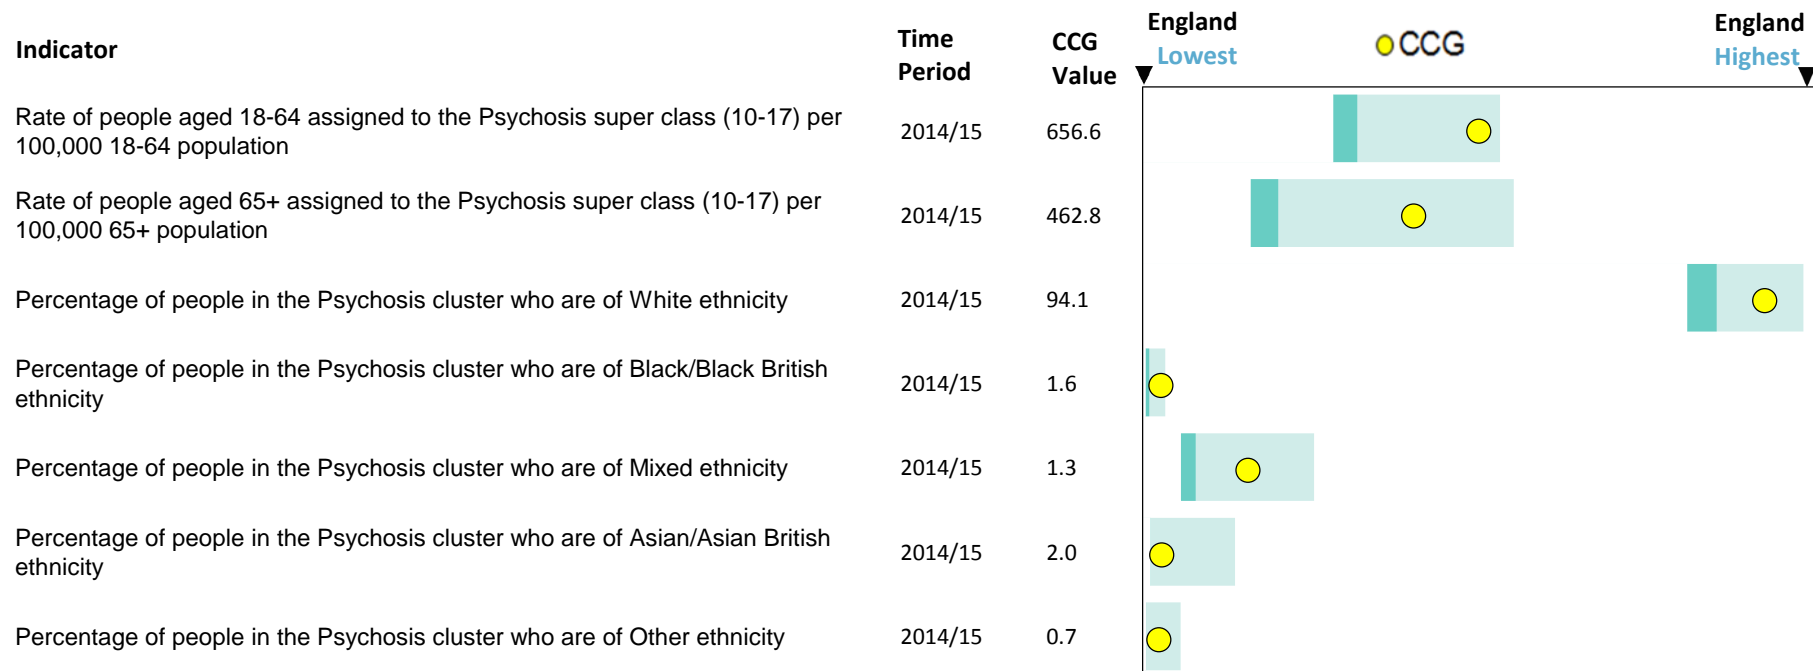 Indicator
Time Period
CCG Value
England Lowest
CCG
England Highest
Rate of people aged 18-64 assigned to the Psychosis super class (10-17) per
100,000 18-64 population
2014/15
656.6
Rate of people aged 65+ assigned to the Psychosis super class (10-17) per
100,000 65+ population
2014/15
462.8
Percentage of people in the Psychosis cluster who are of White ethnicity
2014/15
94.1
Percentage of people in the Psychosis cluster who are of Black/Black British
ethnicity
2014/15
1.6
Percentage of people in the Psychosis cluster who are of Mixed ethnicity
2014/15
1.3
Percentage of people in the Psychosis cluster who are of Asian/Asian British
ethnicity
2014/15
2.0
Percentage of people in the Psychosis cluster who are of Other ethnicity
2014/15
0.7